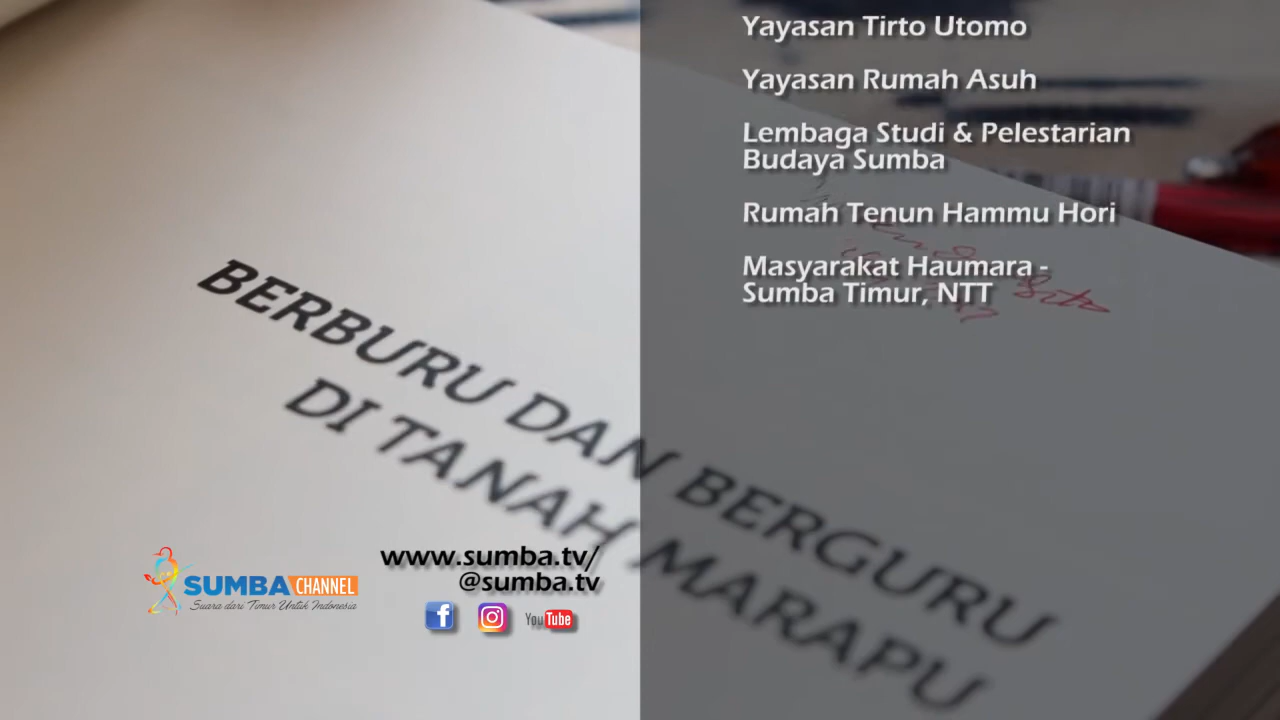 Yayasan Tirto Utomo
Yayasan Rumah Asuh
Lembaga Studi & Pelestarian
Budaya Sumba
Rumah Tenun Hammu Hori
Masyarakat Haumara -
Sumba Timur, NTT
BERBURU DAN BERGURU
DI TANAH MARAPU
www.sumba.tv/
@sumba.tv
SUMBA CHANNEL
Suara dari Timur Untuk Indonesia
f
YouTube